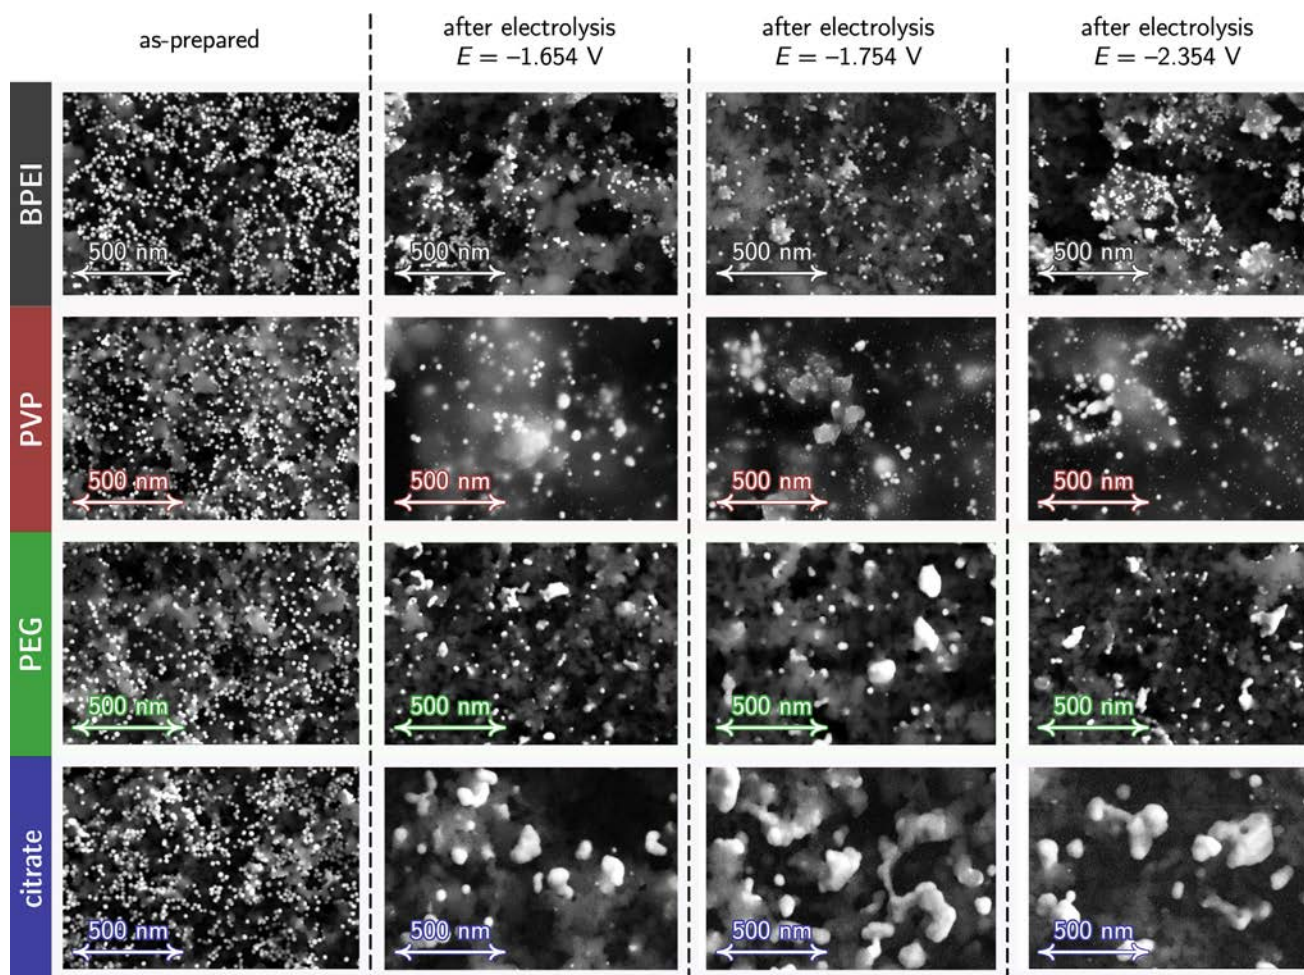 as-prepared
after electrolysis
E = –1.654 V
after electrolysis
E = –1.754 V
after electrolysis
E = –2.354 V
BPEI
500 nm
500 nm
500 nm
500 nm
PVP
500 nm
500 nm
500 nm
500 nm
PEG
500 nm
500 nm
500 nm
500 nm
citrate
500 nm
500 nm
500 nm
500 nm